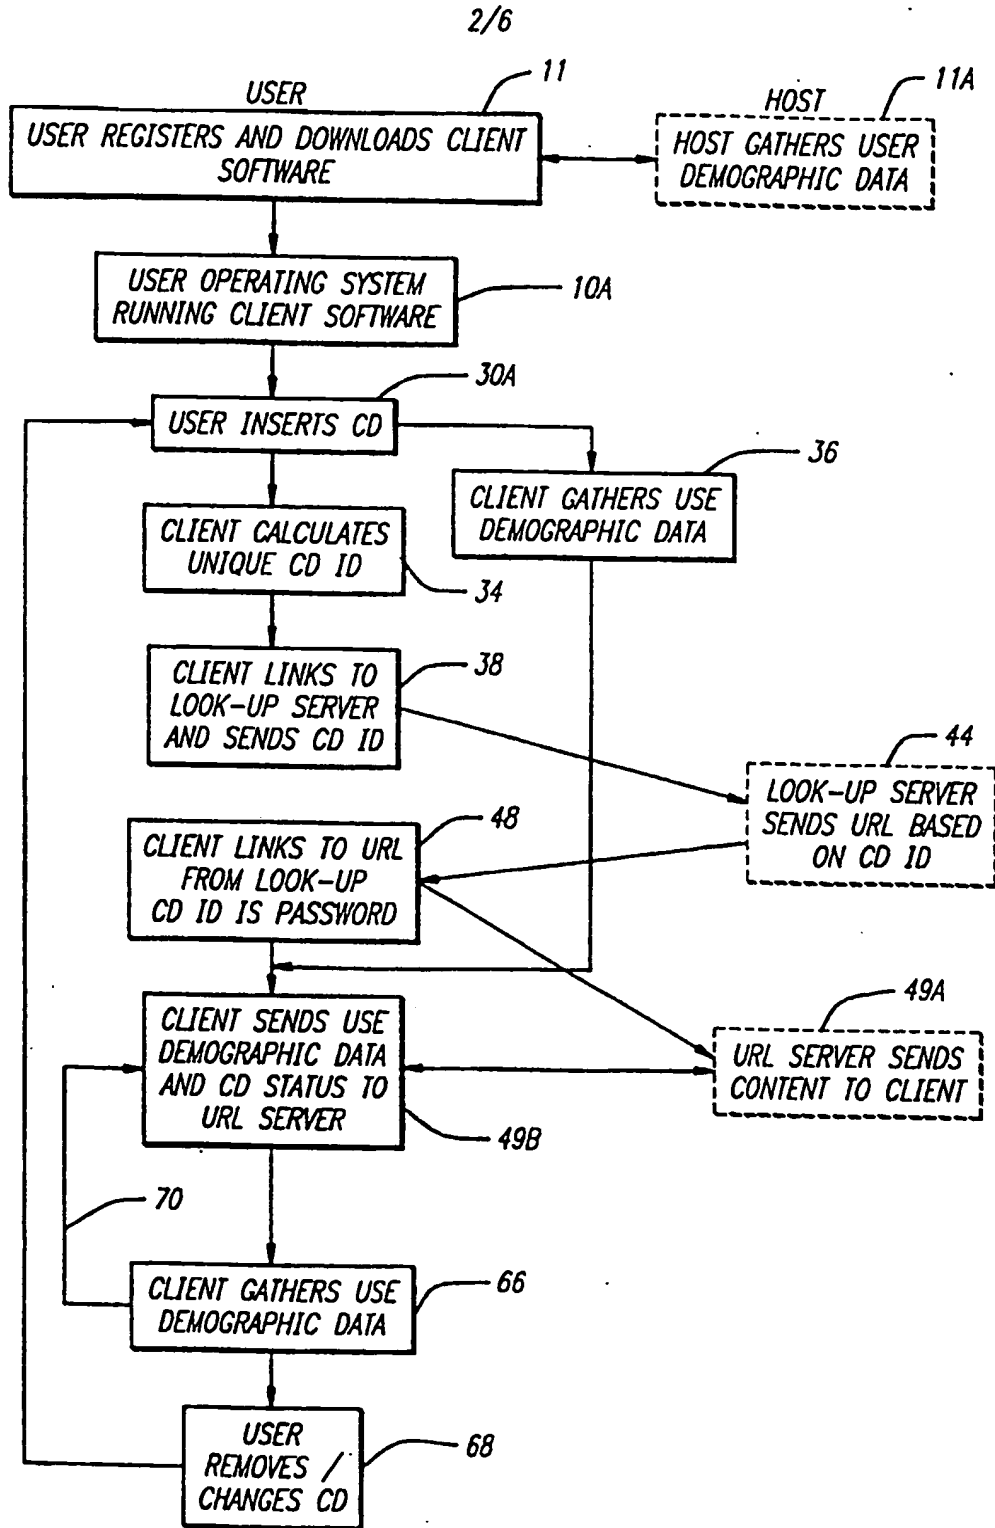 2/6
11
USER
USER REGISTERS AND DOWNLOADS CLIENT
SOFTWARE
11A
HOST
HOST GATHERS USER
DEMOGRAPHIC DATA
USER OPERATING SYSTEM
RUNNING CLIENT SOFTWARE
10A
30A
USER INSERTS CD
36
CLIENT GATHERS USE
DEMOGRAPHIC DATA
CLIENT CALCULATES
UNIQUE CD ID
34
CLIENT LINKS TO
LOOK-UP SERVER
AND SENDS CD ID
38
44
LOOK-UP SERVER
SENDS URL BASED
ON CD ID
48
CLIENT LINKS TO URL
FROM LOOK-UP
CD ID IS PASSWORD
49A
URL SERVER SENDS
CONTENT TO CLIENT
CLIENT SENDS USE
DEMOGRAPHIC DATA
AND CD STATUS TO
URL SERVER
49B
70
CLIENT GATHERS USE
DEMOGRAPHIC DATA
66
USER
REMOVES /
CHANGES CD
68